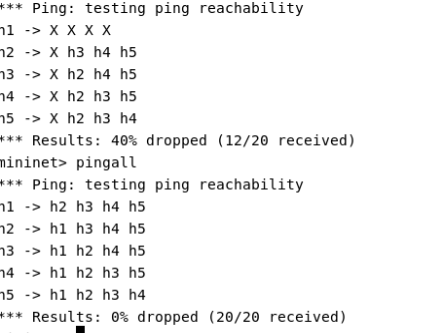 *** Ping: testing ping reachability
h1 -> X X X X
h2 -> X h3 h4 h5
h3 -> X h2 h4 h5
h4 -> X h2 h3 h5
h5 -> X h2 h3 h4
*** Results: 40% dropped (12/20 received)
mininet> pingall
*** Ping: testing ping reachability
h1 -> h2 h3 h4 h5
h2 -> h1 h3 h4 h5
h3 -> h1 h2 h4 h5
h4 -> h1 h2 h3 h5
h5 -> h1 h2 h3 h4
*** Results: 0% dropped (20/20 received)